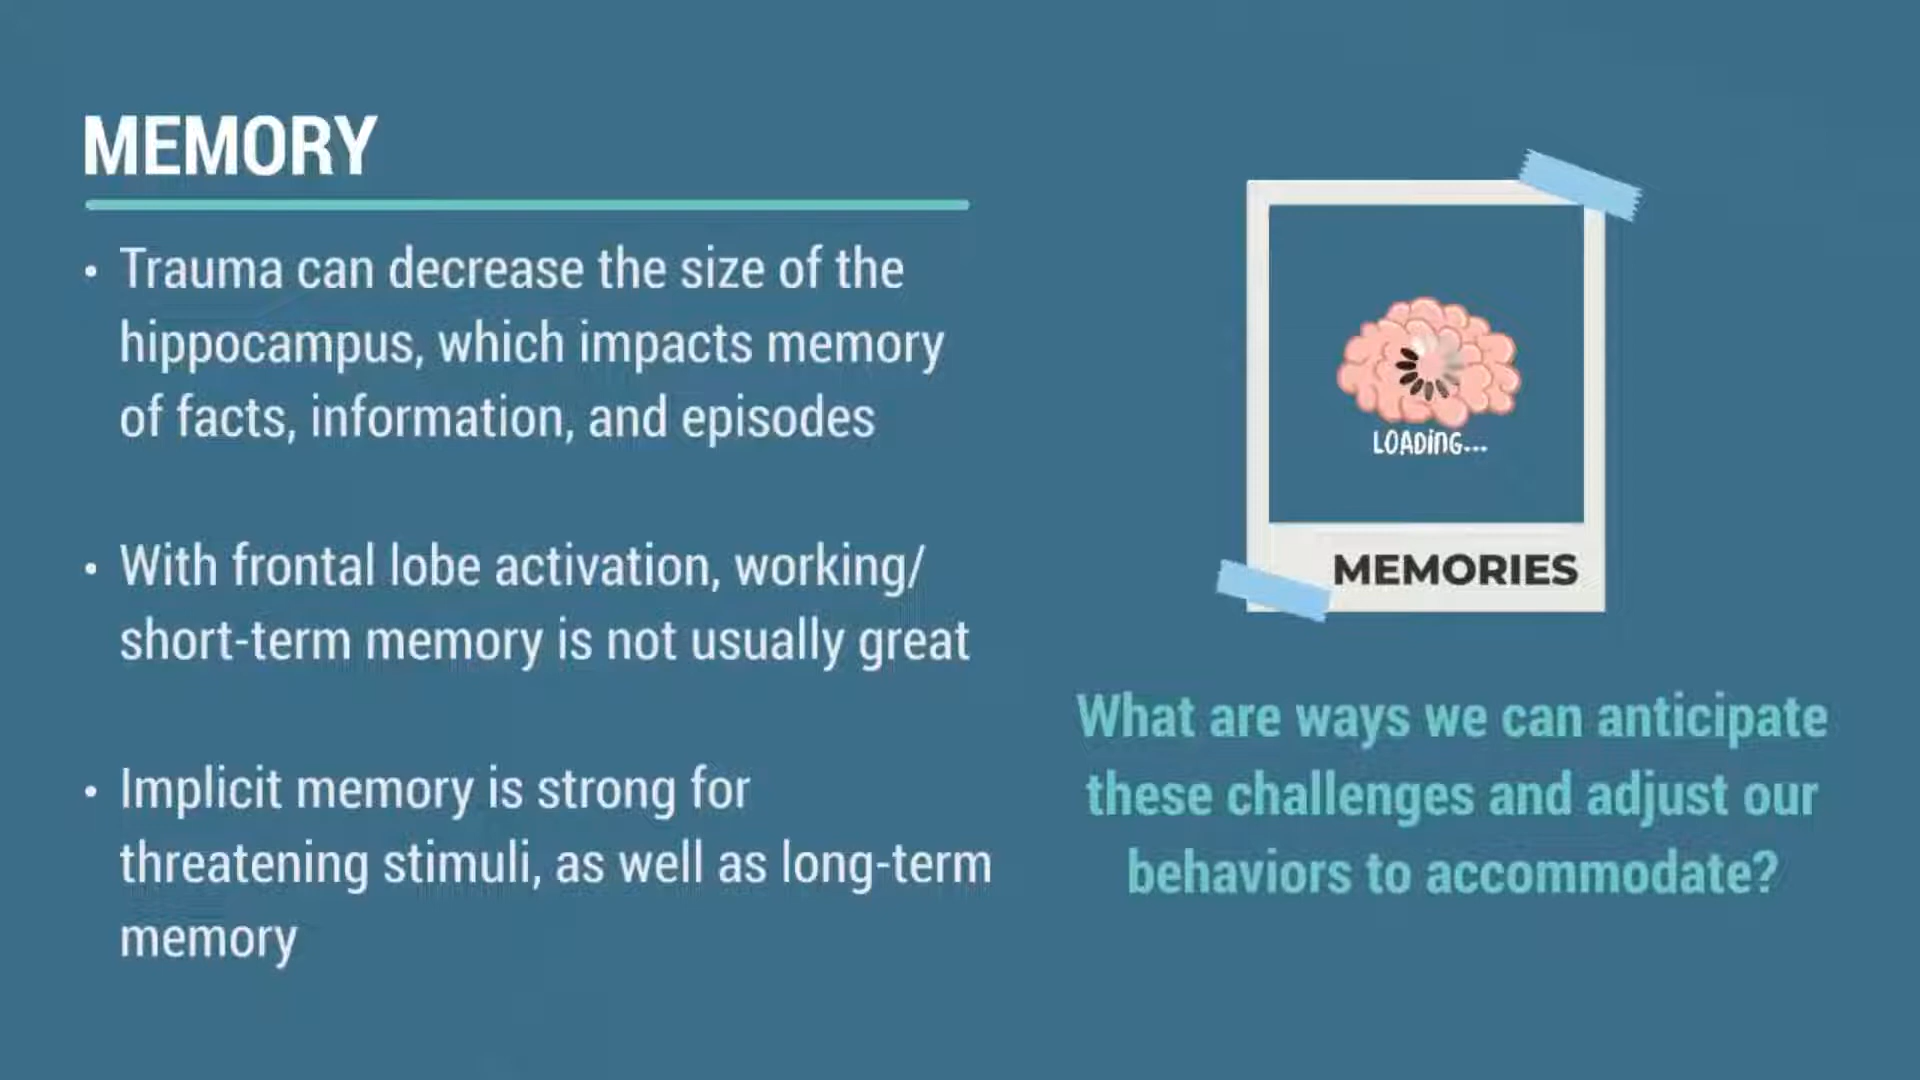 MEMORY
• Trauma can decrease the size of the
hippocampus, which impacts memory
of facts, information, and episodes
• With frontal lobe activation, working/
short-term memory is not usually great
• Implicit memory is strong for
threatening stimuli, as well as long-term
memory
LOADING...
MEMORIES
What are ways we can anticipate
these challenges and adjust our
behaviors to accommodate?